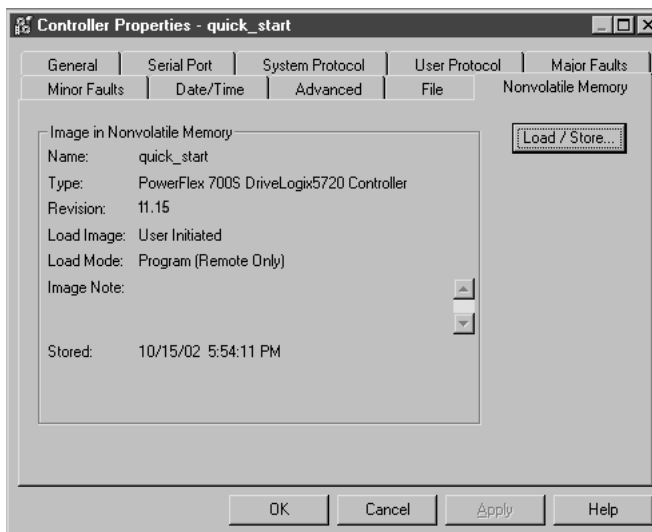 Controller Properties - quick_start
General Serial Port System Protocol User Protocol Major Faults
Minor Faults Date/Time Advanced File Nonvolatile Memory
Image in Nonvolatile Memory
Load / Store...
Name: quick_start
Type: PowerFlex 700S DriveLogix5720 Controller
Revision: 11.15
Load Image: User Initiated
Load Mode: Program (Remote Only)
Image Note:
Stored: 10/15/02 5:54:11 PM
OK Cancel Apply Help